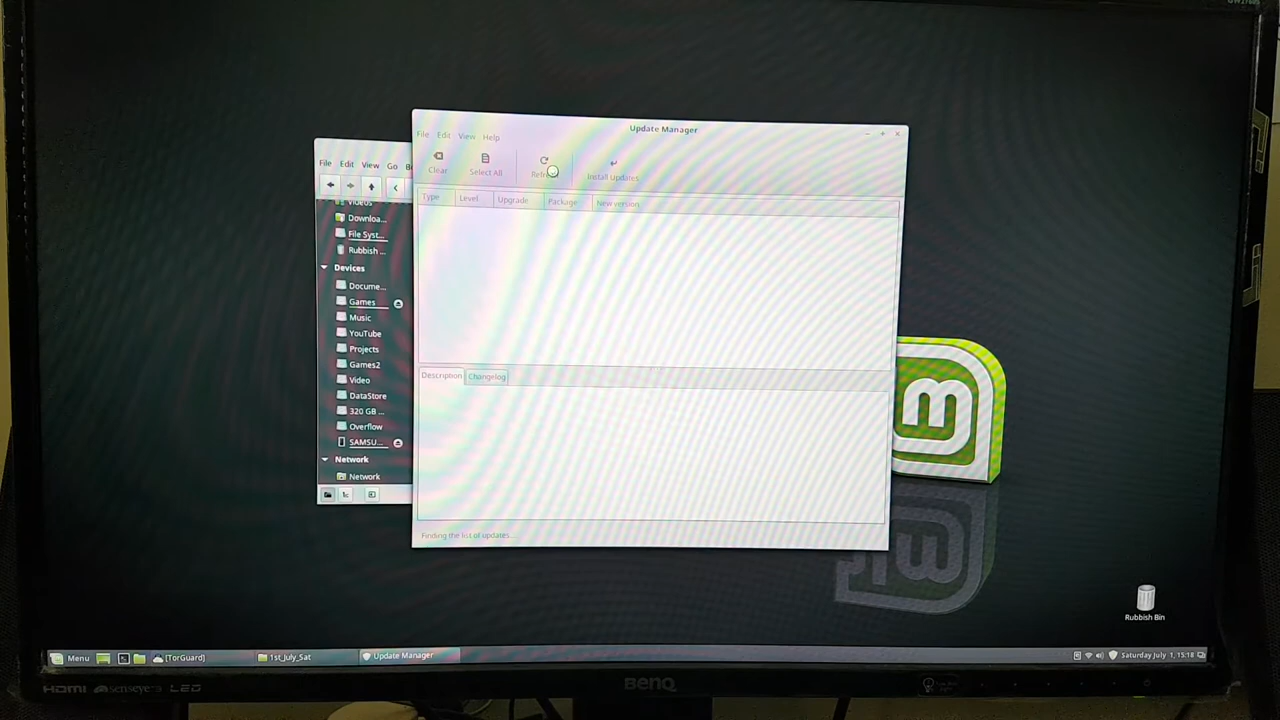 Update Manager
File Edit View Help
Clear
Select All
Install Updates
Type Level Upgrade Package New version
File Edit View Go
Videos
Downloa...
File Syst...
Rubbish ...
Devices
Docume...
Games
Music
YouTube
Projects
Games2
Video
DataStore
320 GB ...
Overflow
SAMSU...
Network
Network
Description Changelog
Finding the list of updates...
Rubbish Bin
Menu
[TorGuard]
1st_July_Sat
Update Manager
Saturday July 1, 15:18
HDMI senseye3 LED
BenQ